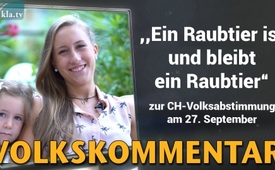 kla.tv
„Ein Raubtier is
und bleibt
ein Raubtier“
zur CH-Volksabstimmung
am 27. September
VOLKSKOMMENTAR